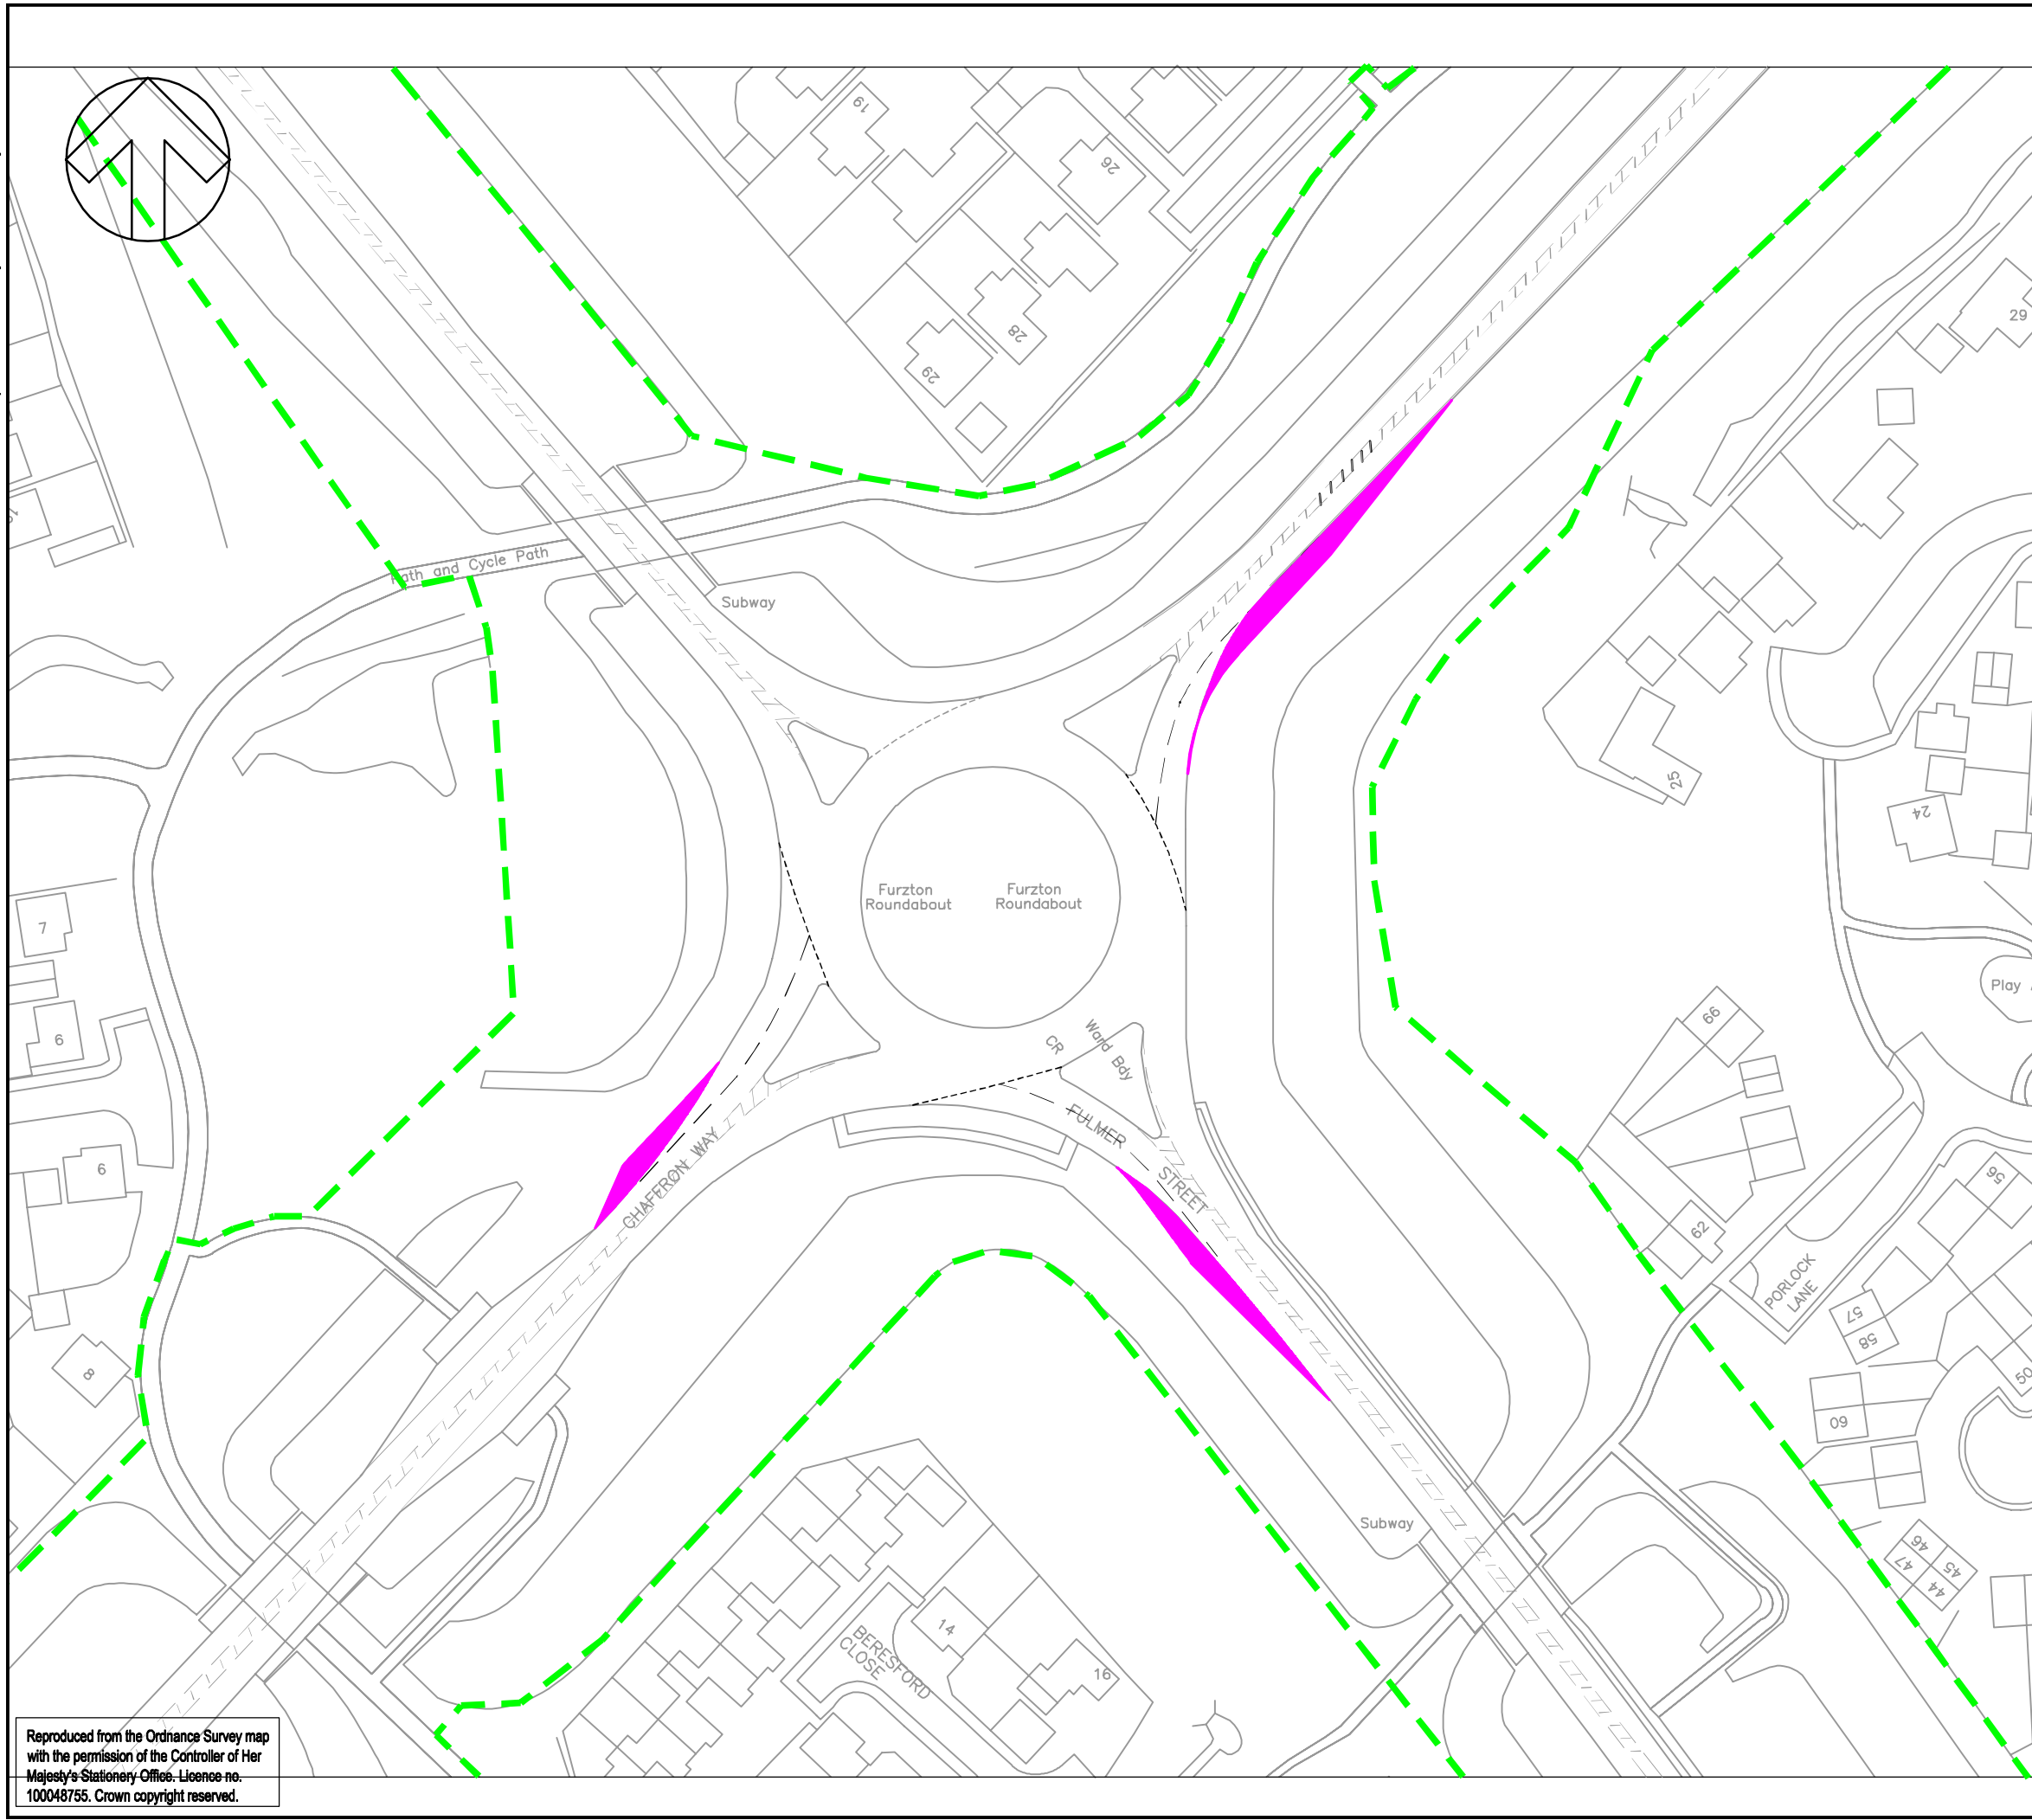 19
26
28
29
29
Path and Cycle Path
Subway
25
24
Furzton
Roundabout
Furzton
Roundabout
7
6
6
8
Play
CR
Ward Bdy
FULMER
STREET
CHAFFRON WAY
66
62
56
PORLOCK
LANE
57
58
50
60
46
47
45
44
Subway
14
BERESFORD
CLOSE
16
Reproduced from the Ordnance Survey map
with the permission of the Controller of Her
Majesty's Stationery Office. Licence no.
100048755. Crown copyright reserved.